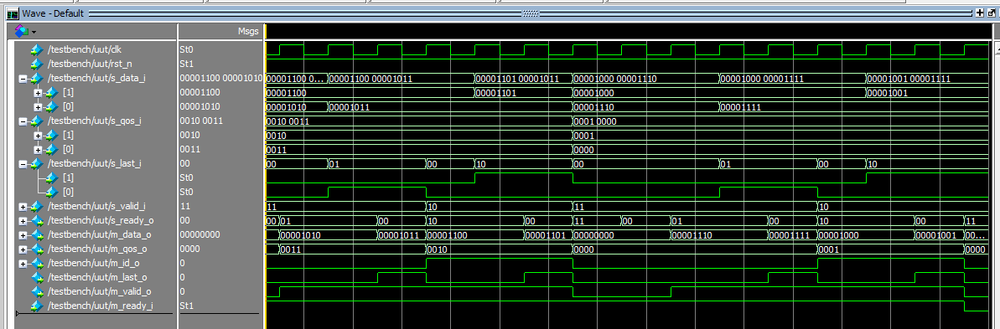 Wave - Default
Msgs
/testbench/uut/clk St0
/testbench/uut/rst_n St1
/testbench/uut/s_data_i 00001100 00001010 00001100 0... 00001100 00001011 00001101 00001011 00001000 00001110 00001000 00001111 00001001 00001111
[1] 00001100 00001100 00001101 00001000 00001001
[0] 00001010 00001010 00001011 00001110 00001111
/testbench/uut/s_qos_i 0010 0011 0010 0011 0001 0000
[1] 0010 0010 0001
[0] 0011 0011 0000
/testbench/uut/s_last_i 00 00 01 00 10 00 01 00 10
[1] St0
[0] St0
/testbench/uut/s_valid_i 11 11 10 11 10
/testbench/uut/s_ready_o 00 00 01 00 10 00 11 00 01 00 10 00 11
/testbench/uut/m_data_o 00000000 00001010 00001011 00001100 00001101 00000000 00001110 00001111 00001000 00001001 00...
/testbench/uut/m_qos_o 0000 0011 0010 0000 0001 0000
/testbench/uut/m_id_o 0
/testbench/uut/m_last_o 0
/testbench/uut/m_valid_o 0
/testbench/uut/m_ready_i St1